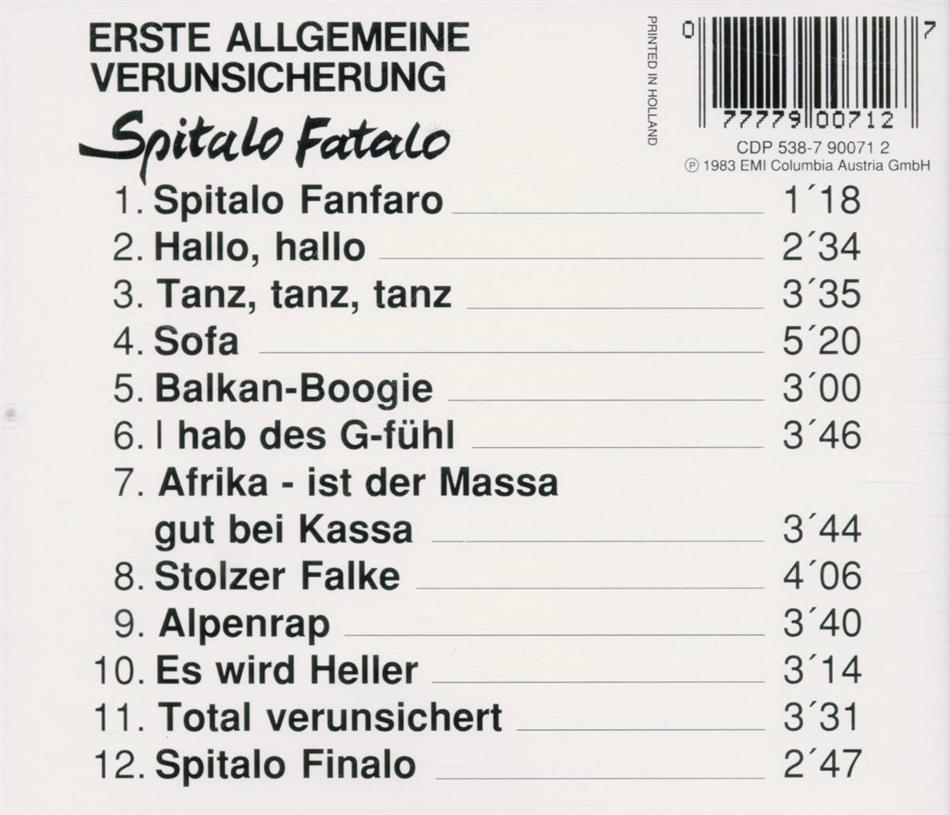 ERSTE ALLGEMEINE
VERUNSICHERUNG
Spitalo Fatalo
PRINTED IN HOLLAND
0 77779 00712 7
CDP 538-7 90071 2
Ⓟ 1983 EMI Columbia Austria GmbH
1. Spitalo Fanfaro 1´18
2. Hallo, hallo 2´34
3. Tanz, tanz, tanz 3´35
4. Sofa 5´20
5. Balkan-Boogie 3´00
6. I hab des G-fühl 3´46
7. Afrika - ist der Massa
gut bei Kassa 3´44
8. Stolzer Falke 4´06
9. Alpenrap 3´40
10. Es wird Heller 3´14
11. Total verunsichert 3´31
12. Spitalo Finalo 2´47